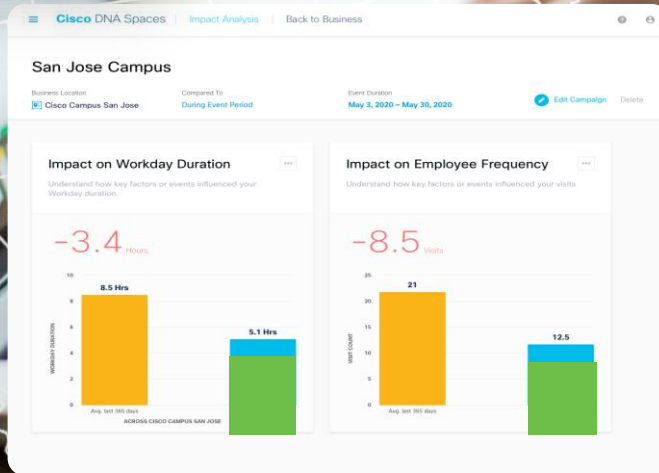 Cisco DNA Spaces Impact Analysis Back to Business
San Jose Campus
Business Location Compared To Event Duration
Cisco Campus San Jose During Event Period May 3, 2020 – May 30, 2020 Edit Campaign Delete
Impact on Workday Duration
Understand how key factors or events influenced your
Workday duration.
-3.4 Hours
10
8
6
4
2
0
WORKDAY DURATION
8.5 Hrs
5.1 Hrs
Avg. last 365 days
ACROSS CISCO CAMPUS SAN JOSE
Impact on Employee Frequency
Understand how key factors or events influenced your visits
-8.5 Visits
25
20
15
10
5
0
VISIT COUNT
21
12.5
Avg. last 365 days